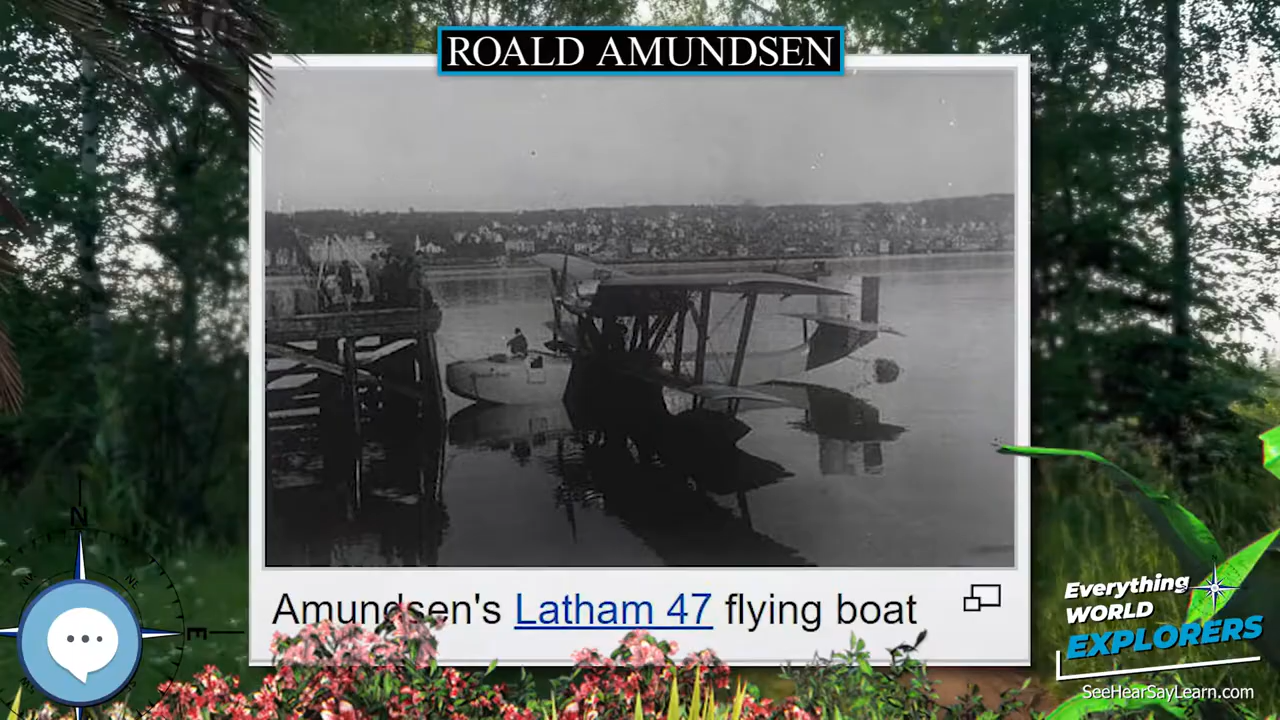 ROALD AMUNDSEN
Amundsen's Latham 47 flying boat
N
E
Everything
WORLD
EXPLORERS
SeeHearSayLearn.com